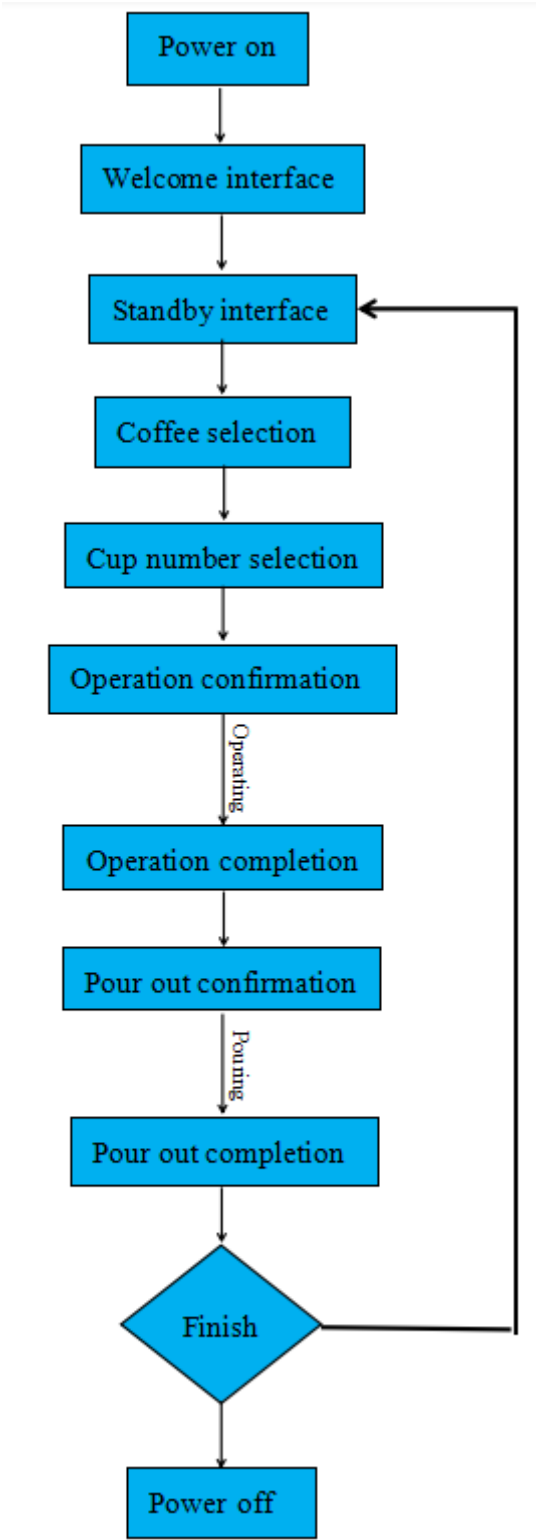 Power on
Welcome interface
Standby interface
Coffee selection
Cup number selection
Operation confirmation
Operating
Operation completion
Pour out confirmation
Pouring
Pour out completion
Finish
Power off